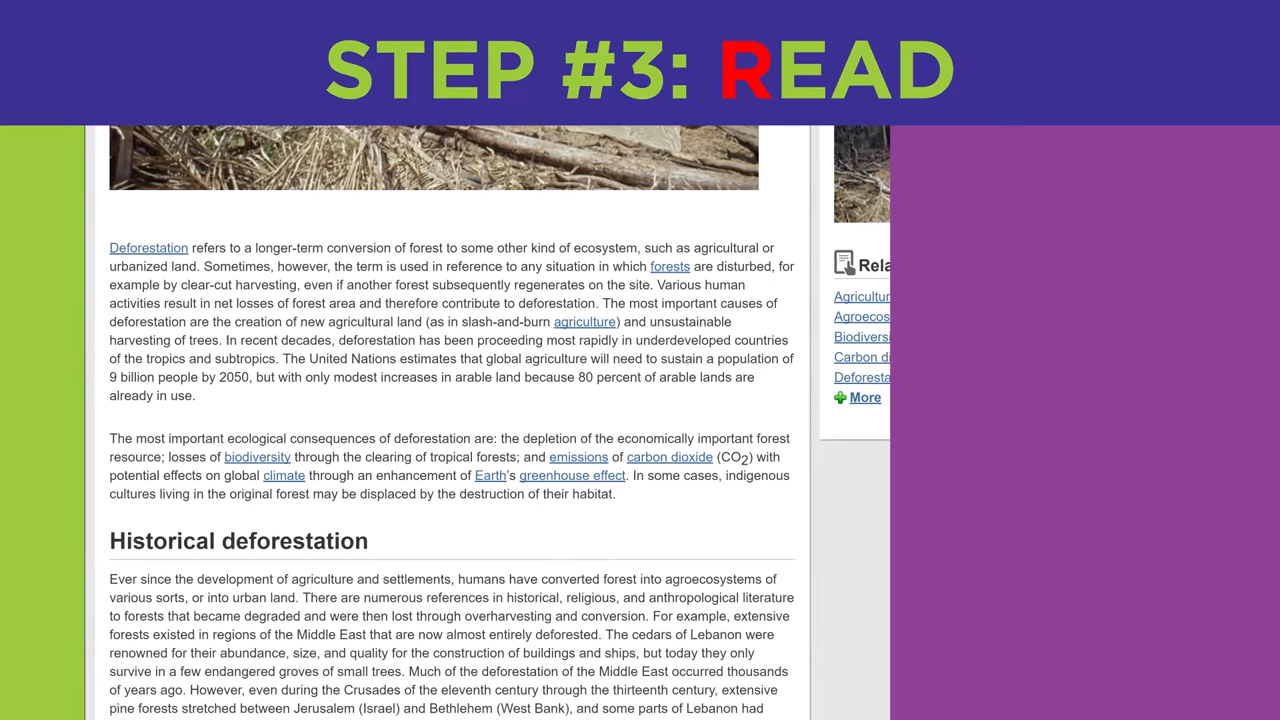 STEP #3: READ
Deforestation refers to a longer-term conversion of forest to some other kind of ecosystem, such as agricultural or
urbanized land. Sometimes, however, the term is used in reference to any situation in which forests are disturbed, for
example by clear-cut harvesting, even if another forest subsequently regenerates on the site. Various human
activities result in net losses of forest area and therefore contribute to deforestation. The most important causes of
deforestation are the creation of new agricultural land (as in slash-and-burn agriculture) and unsustainable
harvesting of trees. In recent decades, deforestation has been proceeding most rapidly in underdeveloped countries
of the tropics and subtropics. The United Nations estimates that global agriculture will need to sustain a population of
9 billion people by 2050, but with only modest increases in arable land because 80 percent of arable lands are
already in use.
The most important ecological consequences of deforestation are: the depletion of the economically important forest
resource; losses of biodiversity through the clearing of tropical forests; and emissions of carbon dioxide (CO2) with
potential effects on global climate through an enhancement of Earth's greenhouse effect. In some cases, indigenous
cultures living in the original forest may be displaced by the destruction of their habitat.
Historical deforestation
Ever since the development of agriculture and settlements, humans have converted forest into agroecosystems of
various sorts, or into urban land. There are numerous references in historical, religious, and anthropological literature
to forests that became degraded and were then lost through overharvesting and conversion. For example, extensive
forests existed in regions of the Middle East that are now almost entirely deforested. The cedars of Lebanon were
renowned for their abundance, size, and quality for the construction of buildings and ships, but today they only
survive in a few endangered groves of small trees. Much of the deforestation of the Middle East occurred thousands
of years ago. However, even during the Crusades of the eleventh century through the thirteenth century, extensive
pine forests stretched between Jerusalem (Israel) and Bethlehem (West Bank), and some parts of Lebanon had
Rela
Agricultur
Agroecos
Biodivers
Carbon di
Deforesta
More